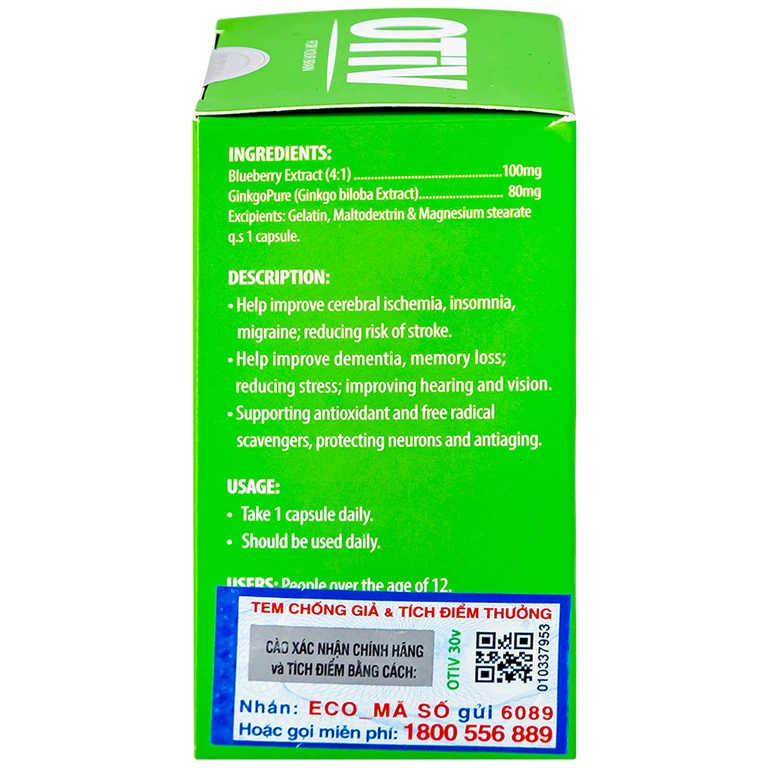 OTiV
INGREDIENTS:
Blueberry Extract (4:1) ........................................... 100mg
GinkgoPure (Ginkgo biloba Extract)........................ 80mg
Excipients: Gelatin, Maltodextrin & Magnesium stearate
q.s 1 capsule.
DESCRIPTION:
• Help improve cerebral ischemia, insomnia,
migraine; reducing risk of stroke.
• Help improve dementia, memory loss;
reducing stress; improving hearing and vision.
• Supporting antioxidant and free radical
scavengers, protecting neurons and antiaging.
USAGE:
• Take 1 capsule daily.
• Should be used daily.
USERS: People over the age of 12.
TEM CHỐNG GIẢ & TÍCH ĐIỂM THƯỞNG
CÀO XÁC NHẬN CHÍNH HÃNG
và TÍCH ĐIỂM BẰNG CÁCH:
OTIV 30v
010337953
Nhắn: ECO_MÃ SỐ gửi 6089
Hoặc gọi miễn phí: 1800 556 889